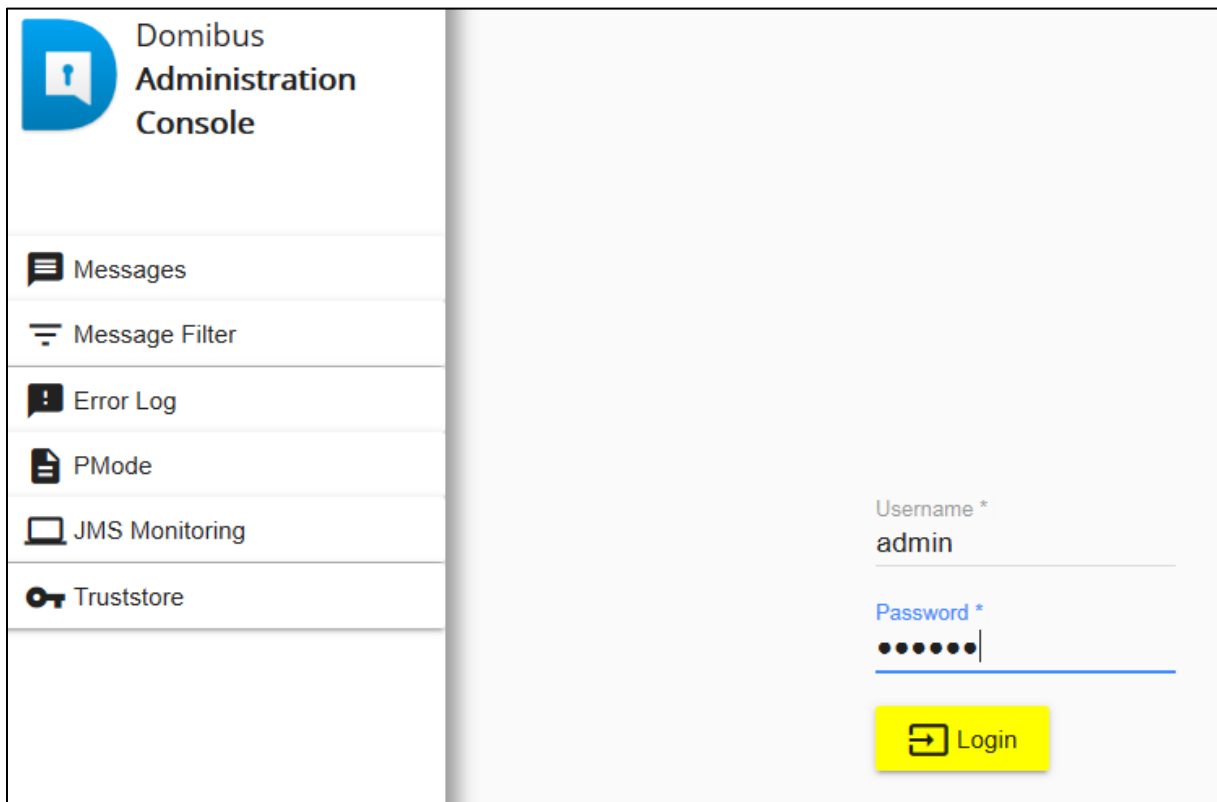 Domibus
Administration
Console
Messages
Message Filter
Error Log
PMode
JMS Monitoring
Truststore
Username *
admin
Password *
••••••
Login